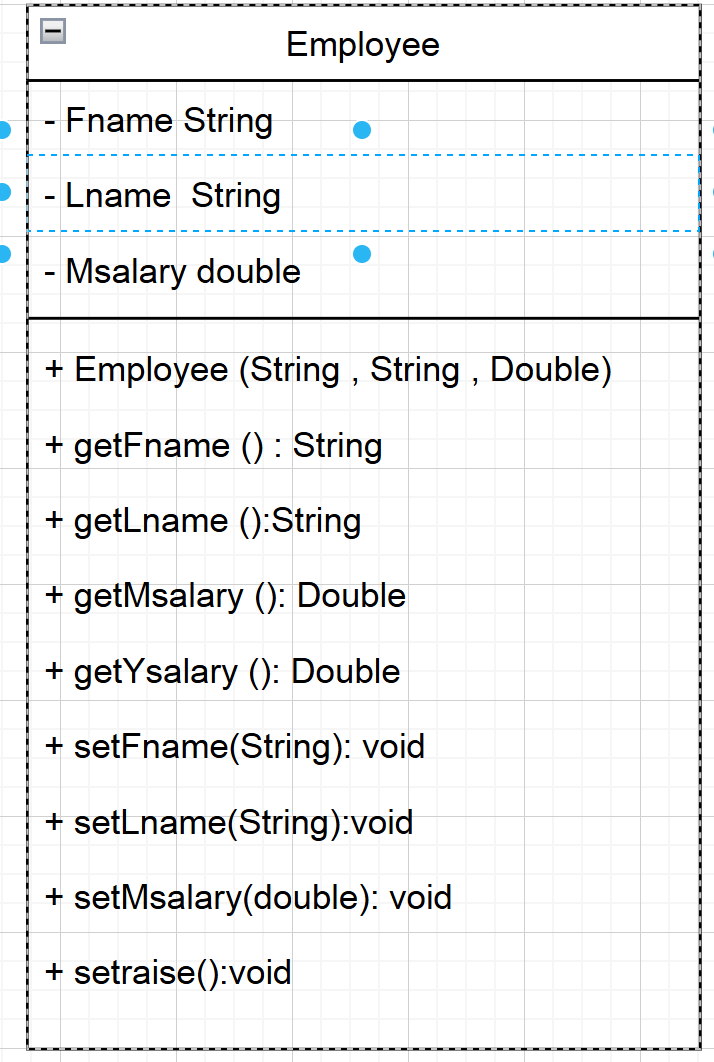 Employee
- Fname String
- Lname  String
- Msalary double
+ Employee (String , String , Double)
+ getFname () : String
+ getLname ():String
+ getMsalary (): Double
+ getYsalary (): Double
+ setFname(String): void
+ setLname(String):void
+ setMsalary(double): void
+ setraise():void